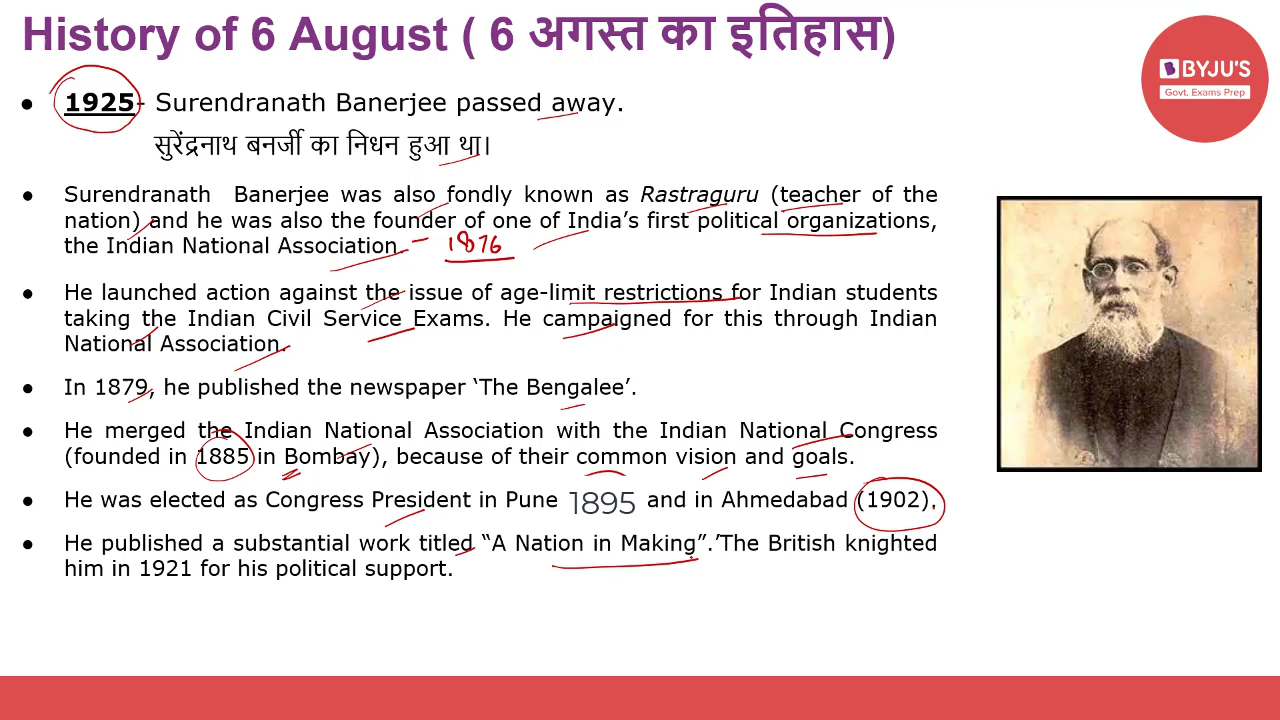 History of 6 August ( 6 अगस्त का इतिहास)
BYJU'S
Govt. Exams Prep
● 1925- Surendranath Banerjee passed away.
सुरेंद्रनाथ बनर्जी का निधन हुआ था।
● Surendranath Banerjee was also fondly known as Rastraguru (teacher of the
nation) and he was also the founder of one of India's first political organizations,
the Indian National Association. - 1876
● He launched action against the issue of age-limit restrictions for Indian students
taking the Indian Civil Service Exams. He campaigned for this through Indian
National Association.
● In 1879, he published the newspaper ‘The Bengalee’.
● He merged the Indian National Association with the Indian National Congress
(founded in 1885 in Bombay), because of their common vision and goals.
● He was elected as Congress President in Pune 1895 and in Ahmedabad (1902).
● He published a substantial work titled “A Nation in Making”.’The British knighted
him in 1921 for his political support.